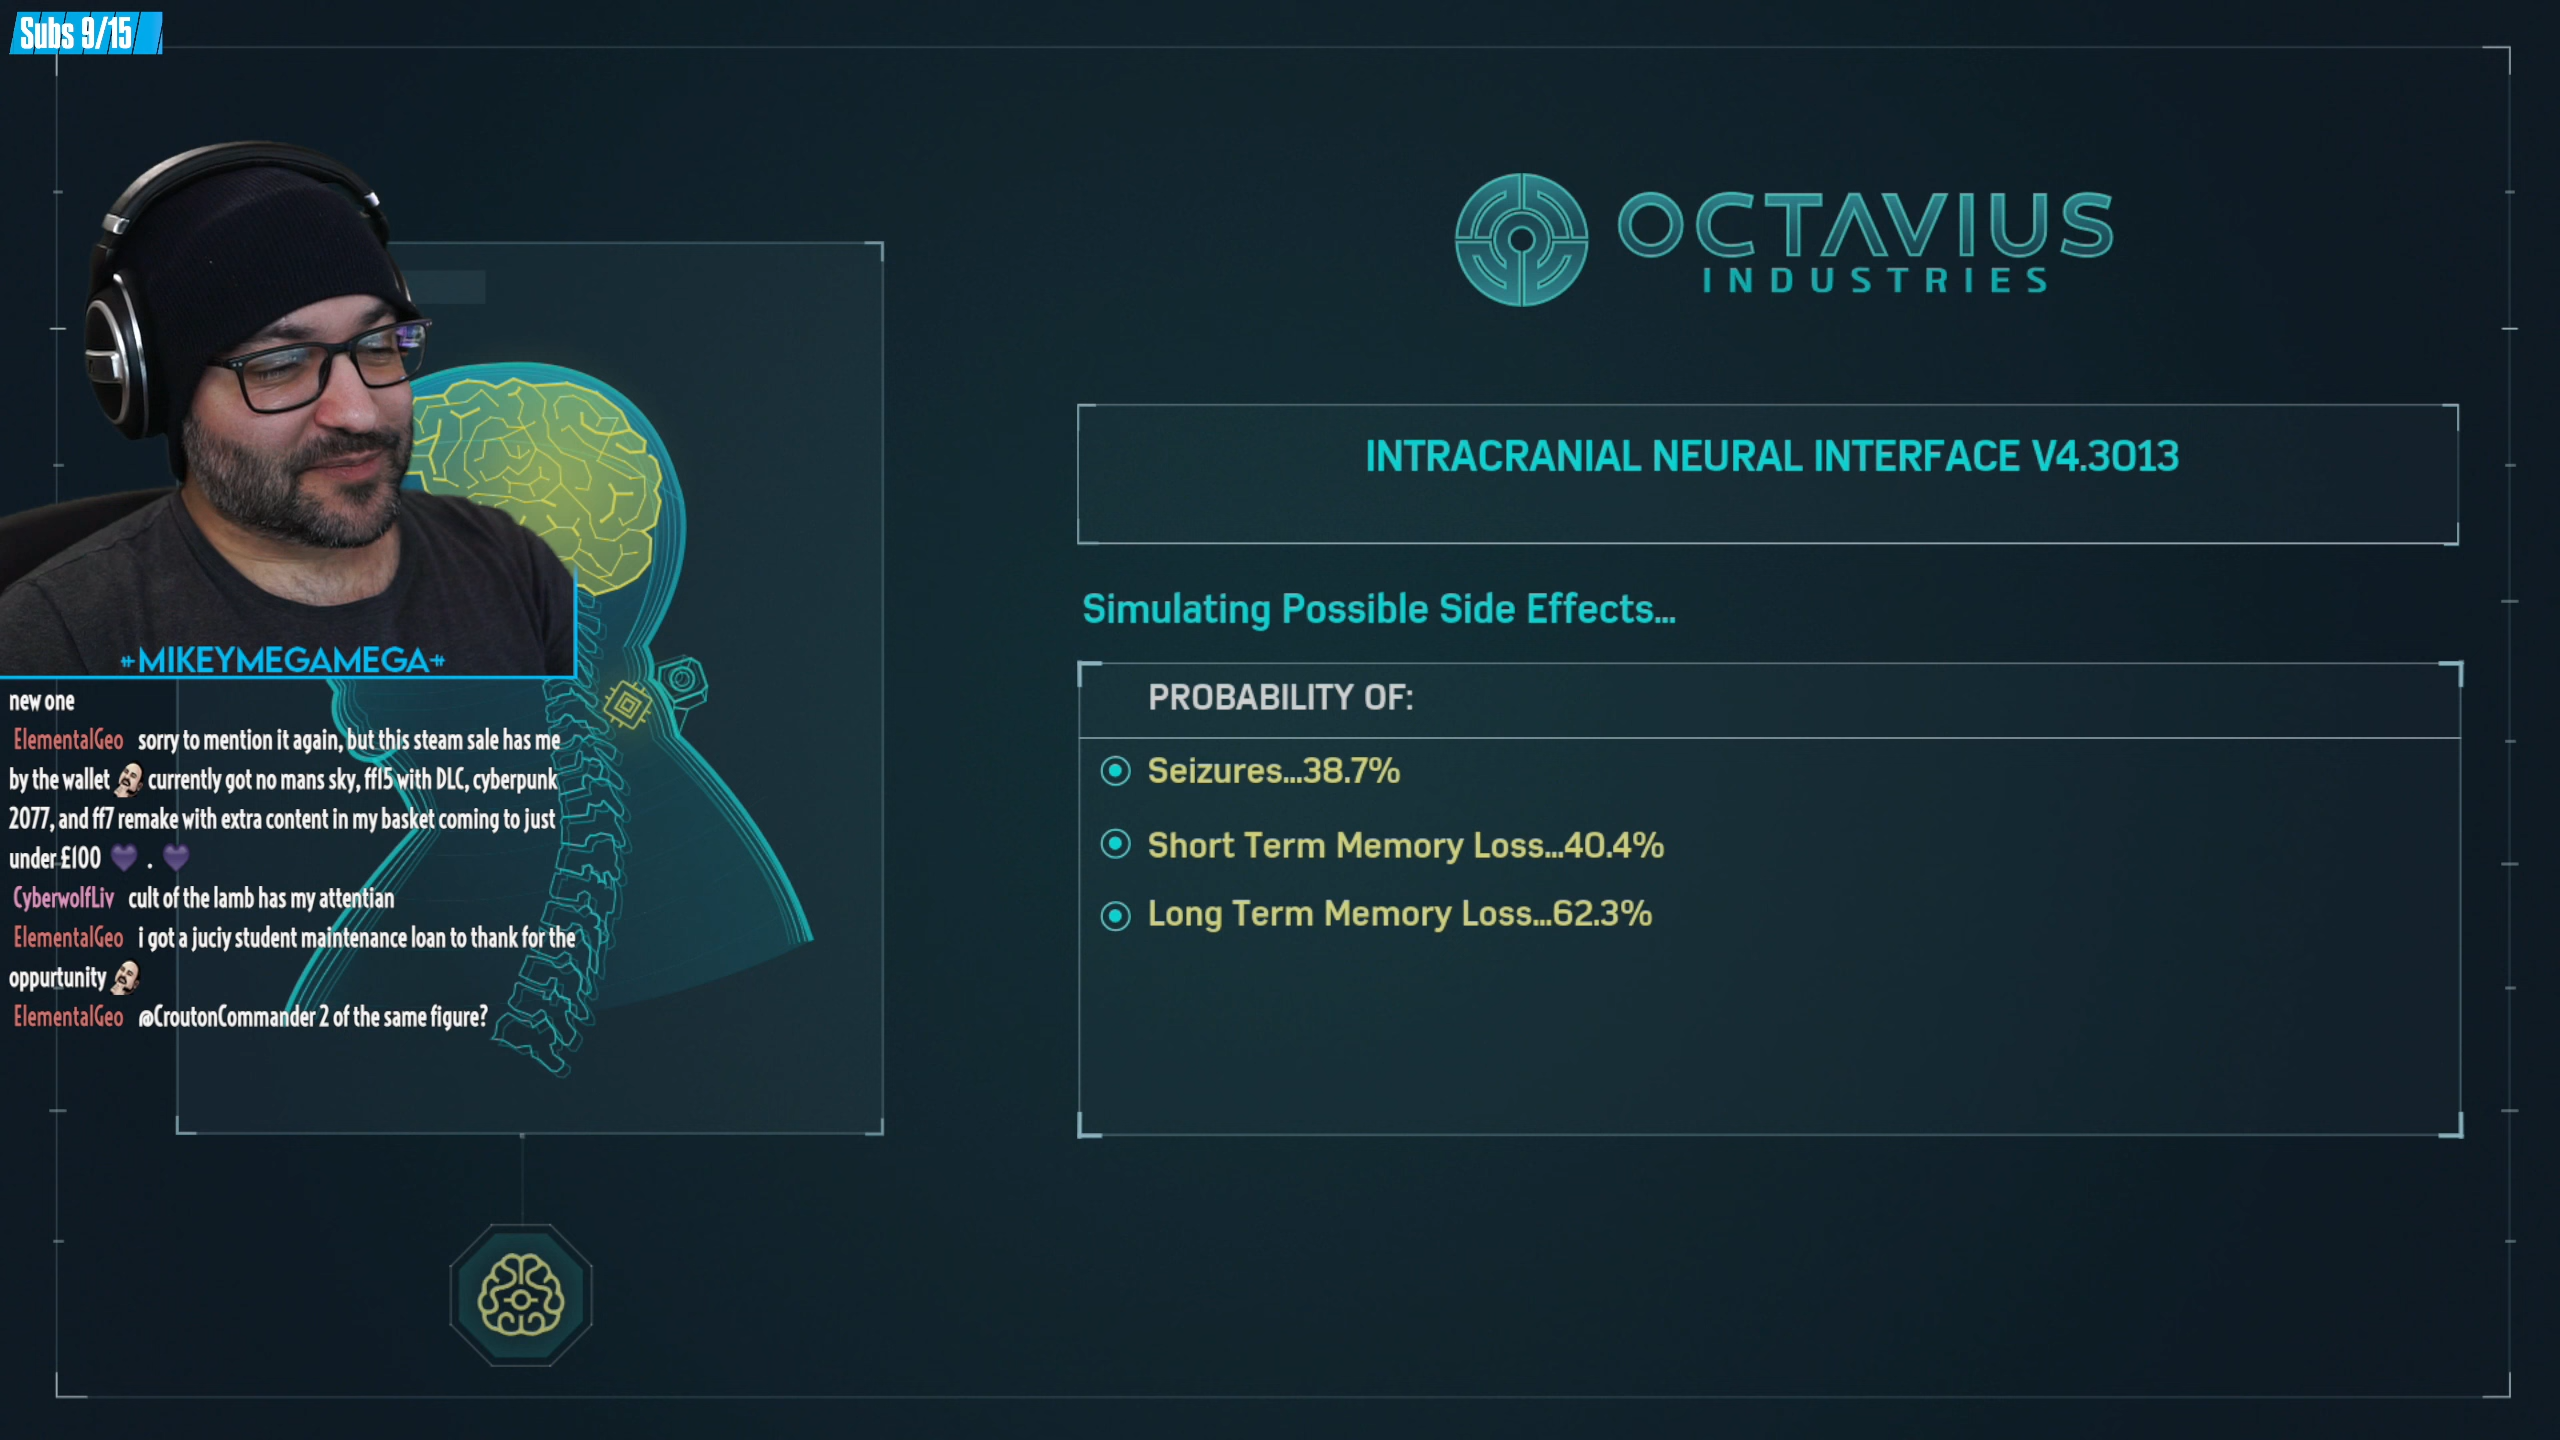 Subs 9/15
OCTAVIUS
INDUSTRIES
INTRACRANIAL NEURAL INTERFACE V4.3013
Simulating Possible Side Effects...
PROBABILITY OF:
Seizures...38.7%
Short Term Memory Loss...40.4%
Long Term Memory Loss...62.3%
MIKEYMEGAMEGA
new one
ElementalGeo sorry to mention it again, but this steam sale has me
by the wallet currently got no mans sky, ff15 with DLC, cyberpunk
2077, and ff7 remake with extra content in my basket coming to just
under £100 .
CyberwolfLiv cult of the lamb has my attentian
ElementalGeo i got a juciy student maintenance loan to thank for the
oppurtunity
ElementalGeo @CroutonCommander 2 of the same figure?